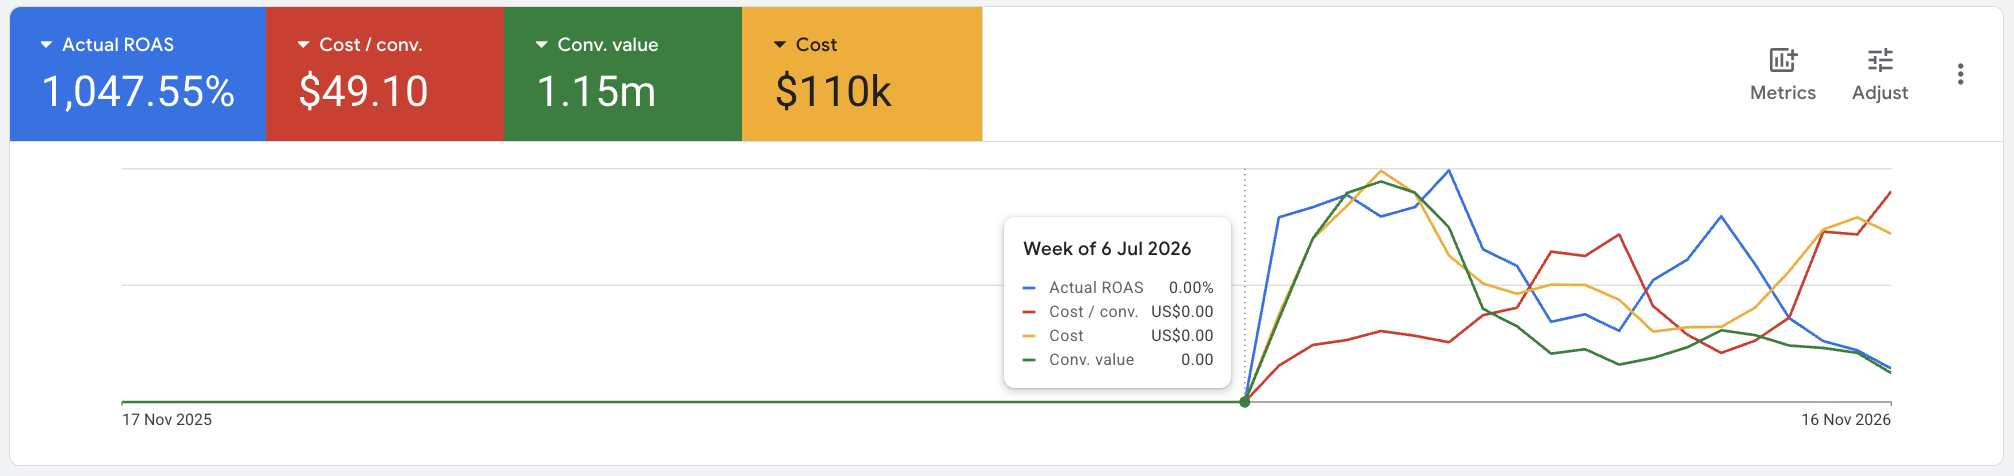 Actual ROAS
1,047.55%
Cost / conv.
$49.10
Conv. value
1.15m
Cost
$110k
Metrics
Adjust
Week of 6 Jul 2026
Actual ROAS 0.00%
Cost / conv. US$0.00
Cost US$0.00
Conv. value 0.00
17 Nov 2025
16 Nov 2026